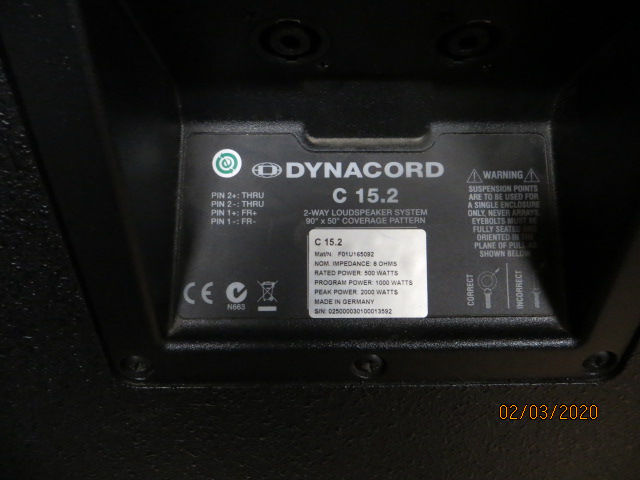 DYNACORD
C 15.2
2-WAY LOUDSPEAKER SYSTEM
90° x 50° COVERAGE PATTERN
PIN 2+: THRU
PIN 2-: THRU
PIN 1+: FR+
PIN 1-: FR-
C 15.2
Mat/N: F01U165092
NOM. IMPEDANCE: 8 OHMS
RATED POWER: 500 WATTS
PROGRAM POWER: 1000 WATTS
PEAK POWER: 2000 WATTS
MADE IN GERMANY
S/N: 025000030100013592
CE
N663
WARNING
SUSPENSION POINTS
ARE TO BE USED FOR
A SINGLE ENCLOSURE
ONLY, NEVER ARRAYS.
EYEBOLTS MUST BE
FULLY SEATED AND
ORIENTED IN THE
PLANE OF PULL AS
SHOWN BELOW
CORRECT
INCORRECT
02/03/2020